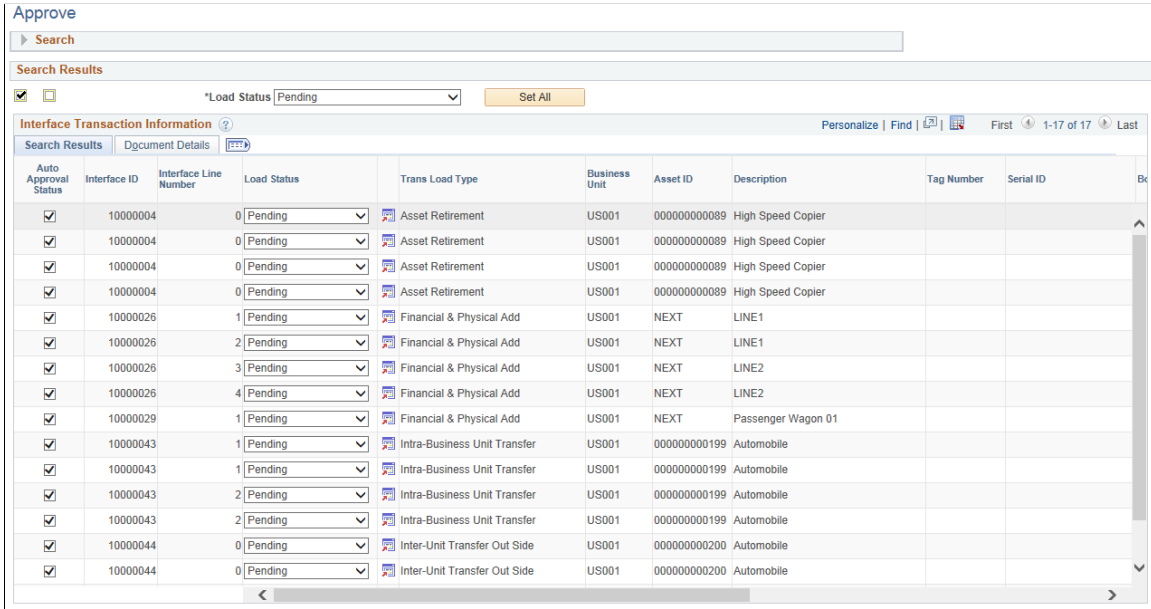 Approve
Search
Search Results
*Load Status Pending Set All
Interface Transaction Information Personalize | Find | | First 1-17 of 17 Last
Search Results Document Details
Auto Approval Status Interface ID Interface Line Number Load Status Trans Load Type Business Unit Asset ID Description Tag Number Serial ID
10000004 0 Pending Asset Retirement US001 000000000089 High Speed Copier
10000004 0 Pending Asset Retirement US001 000000000089 High Speed Copier
10000004 0 Pending Asset Retirement US001 000000000089 High Speed Copier
10000004 0 Pending Asset Retirement US001 000000000089 High Speed Copier
10000026 1 Pending Financial & Physical Add US001 NEXT LINE1
10000026 2 Pending Financial & Physical Add US001 NEXT LINE1
10000026 3 Pending Financial & Physical Add US001 NEXT LINE2
10000026 4 Pending Financial & Physical Add US001 NEXT LINE2
10000029 1 Pending Financial & Physical Add US001 NEXT Passenger Wagon 01
10000043 1 Pending Intra-Business Unit Transfer US001 000000000199 Automobile
10000043 1 Pending Intra-Business Unit Transfer US001 000000000199 Automobile
10000043 2 Pending Intra-Business Unit Transfer US001 000000000199 Automobile
10000043 2 Pending Intra-Business Unit Transfer US001 000000000199 Automobile
10000044 0 Pending Inter-Unit Transfer Out Side US001 000000000200 Automobile
10000044 0 Pending Inter-Unit Transfer Out Side US001 000000000200 Automobile